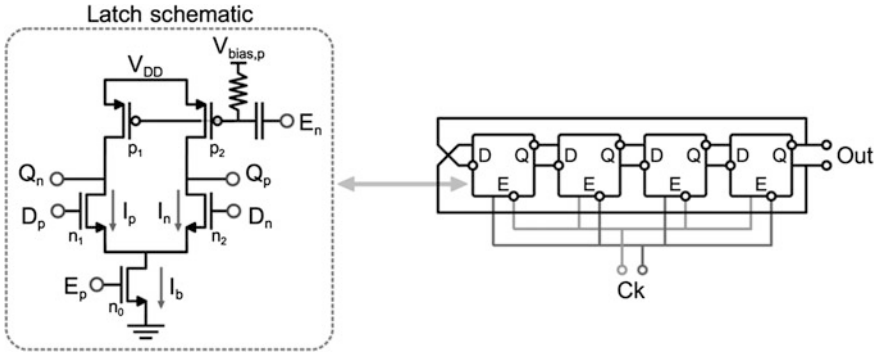 Latch schematic
V_bias,p
V_DD
E_n
p_1 p_2
Q_n Q_p
D_p I_p I_n D_n
n_1 n_2
E_p I_b
n_0
D Q D Q D Q D Q Out
E E E E
Ck